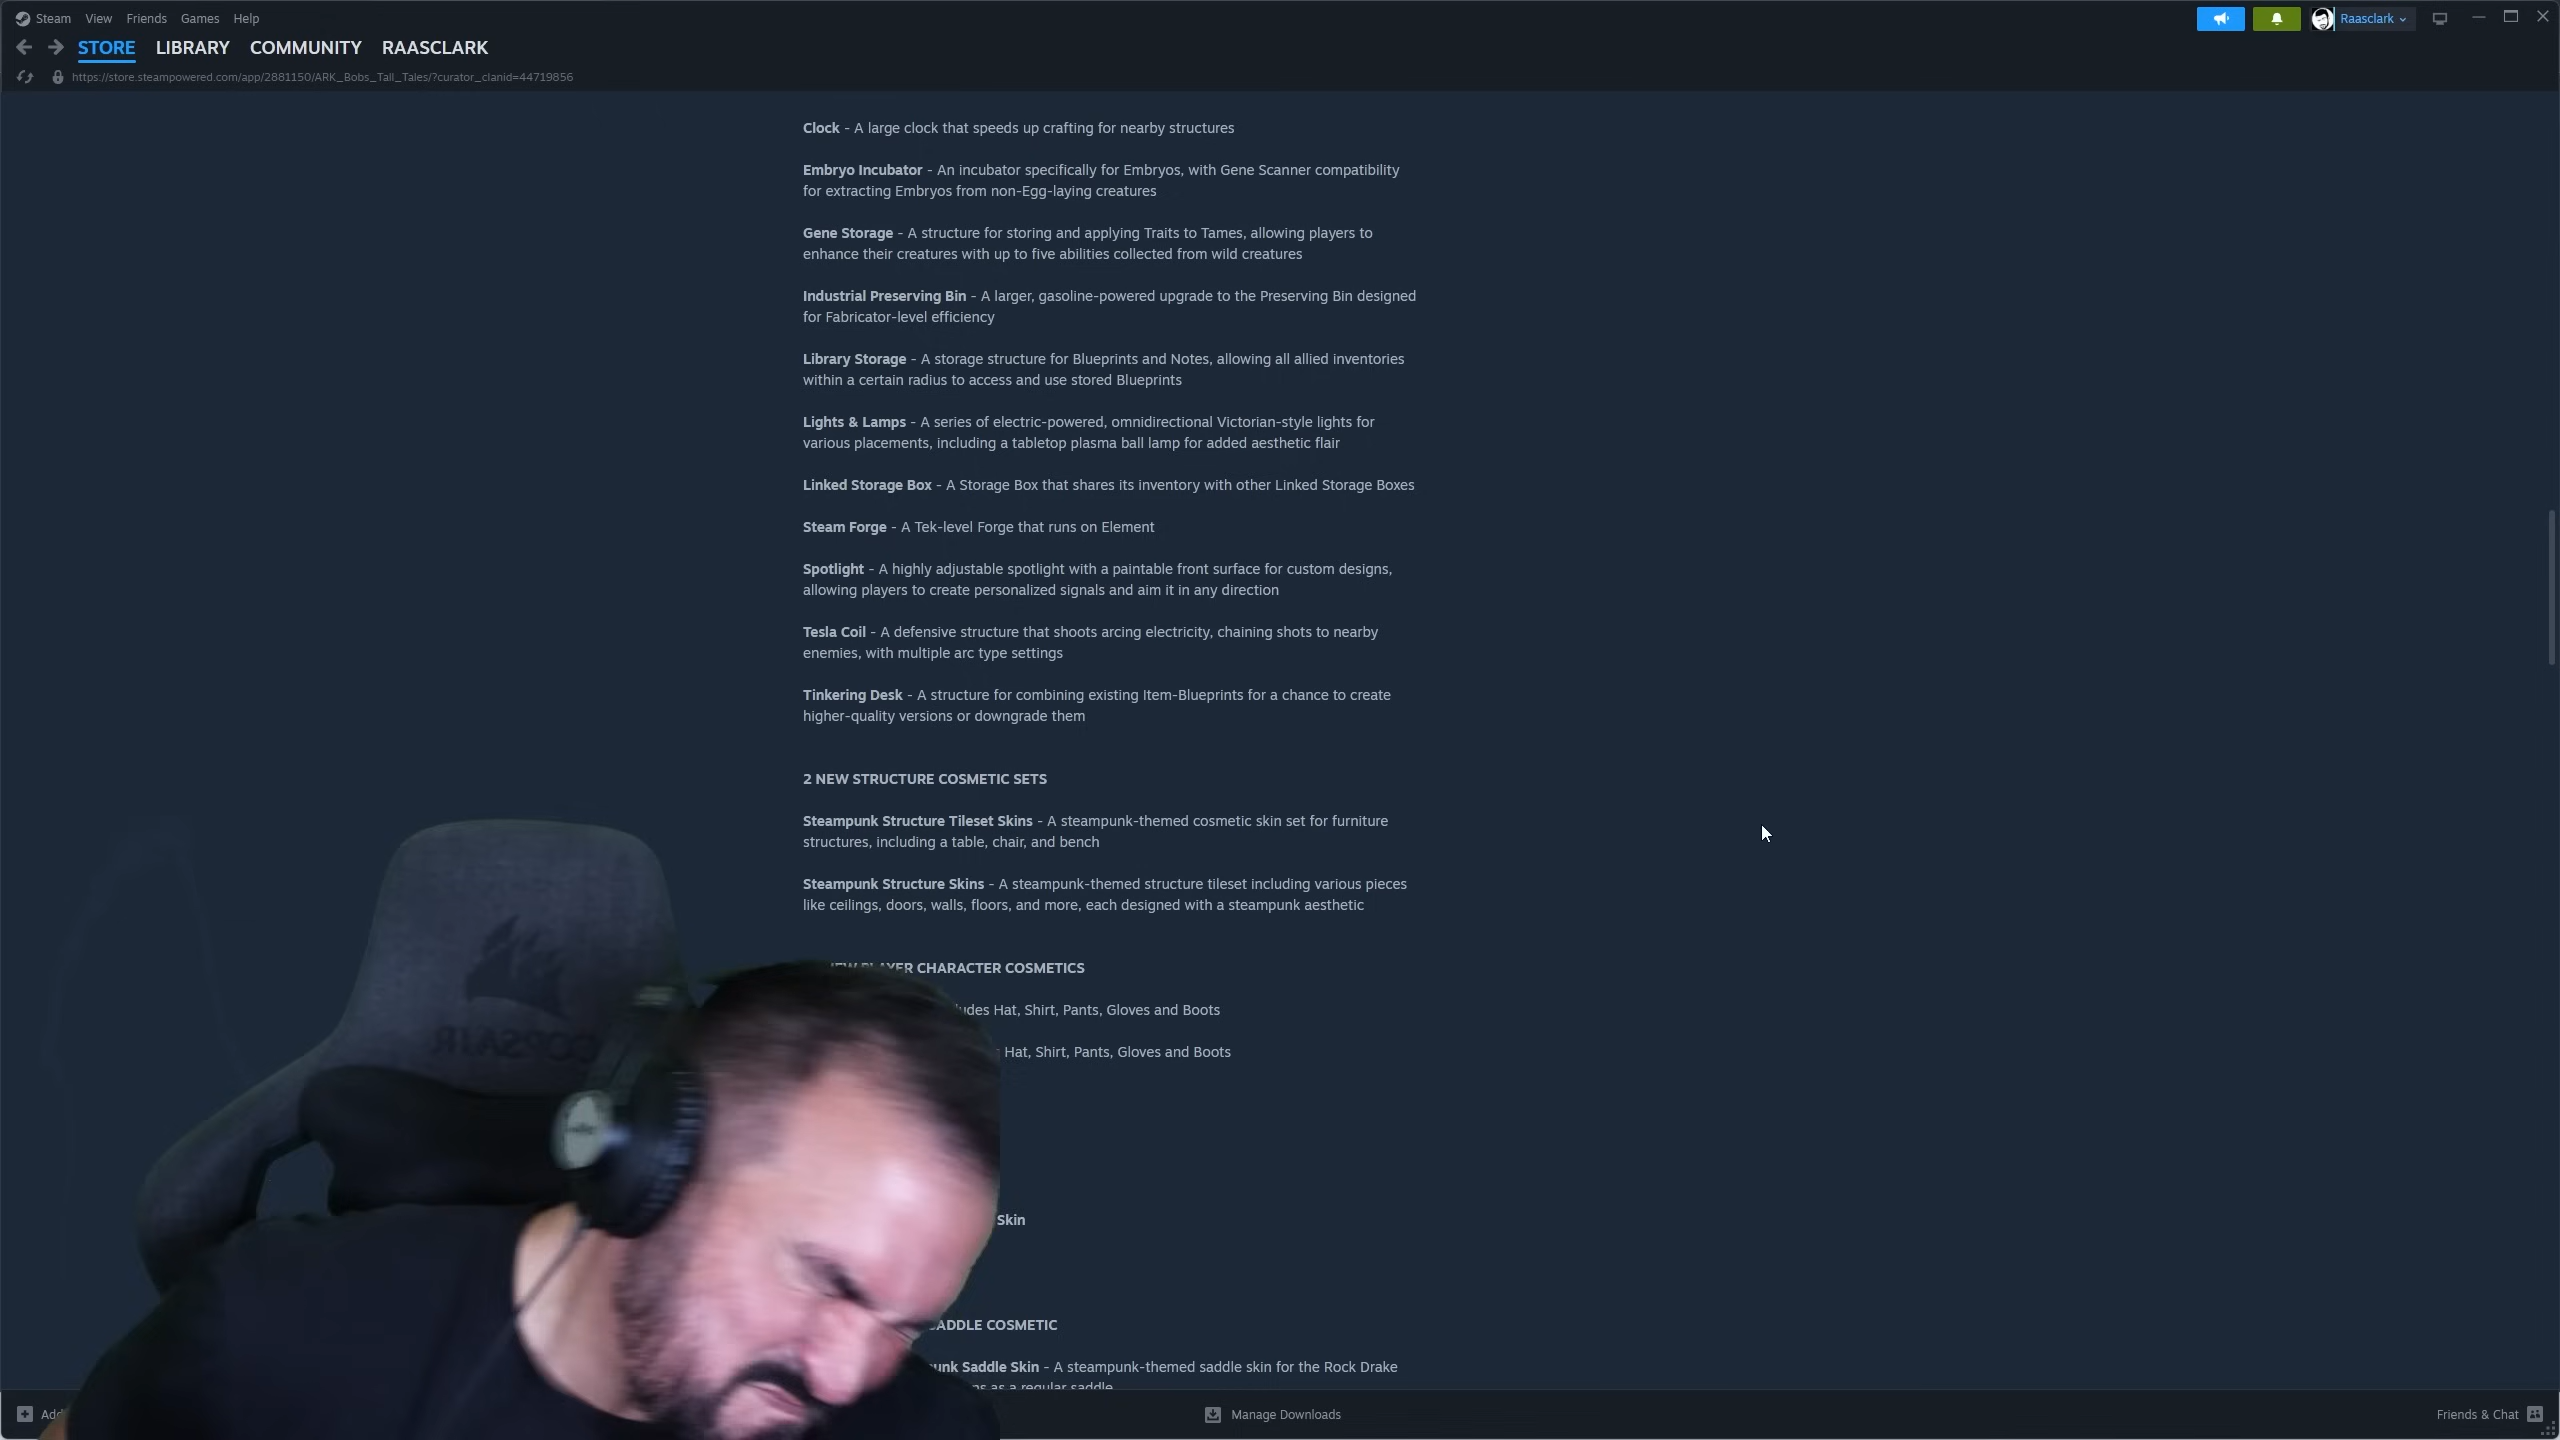 Steam View Friends Games Help
Raasclark
STORE LIBRARY COMMUNITY RAASCLARK
https://store.steampowered.com/app/2881150/ARK_Bobs_Tall_Tales/?curator_clanid=44719856
Clock - A large clock that speeds up crafting for nearby structures
Embryo Incubator - An incubator specifically for Embryos, with Gene Scanner compatibility
for extracting Embryos from non-Egg-laying creatures
Gene Storage - A structure for storing and applying Traits to Tames, allowing players to
enhance their creatures with up to five abilities collected from wild creatures
Industrial Preserving Bin - A larger, gasoline-powered upgrade to the Preserving Bin designed
for Fabricator-level efficiency
Library Storage - A storage structure for Blueprints and Notes, allowing all allied inventories
within a certain radius to access and use stored Blueprints
Lights & Lamps - A series of electric-powered, omnidirectional Victorian-style lights for
various placements, including a tabletop plasma ball lamp for added aesthetic flair
Linked Storage Box - A Storage Box that shares its inventory with other Linked Storage Boxes
Steam Forge - A Tek-level Forge that runs on Element
Spotlight - A highly adjustable spotlight with a paintable front surface for custom designs,
allowing players to create personalized signals and aim it in any direction
Tesla Coil - A defensive structure that shoots arcing electricity, chaining shots to nearby
enemies, with multiple arc type settings
Tinkering Desk - A structure for combining existing Item-Blueprints for a chance to create
higher-quality versions or downgrade them
2 NEW STRUCTURE COSMETIC SETS
Steampunk Structure Tileset Skins - A steampunk-themed cosmetic skin set for furniture
structures, including a table, chair, and bench
Steampunk Structure Skins - A steampunk-themed structure tileset including various pieces
like ceilings, doors, walls, floors, and more, each designed with a steampunk aesthetic
CHARACTER COSMETICS
Hat, Shirt, Pants, Gloves and Boots
Hat, Shirt, Pants, Gloves and Boots
CORSAIR
Skin
COSMETIC
Saddle Skin - A steampunk-themed saddle skin for the Rock Drake
as a regular saddle
Manage Downloads
Friends & Chat